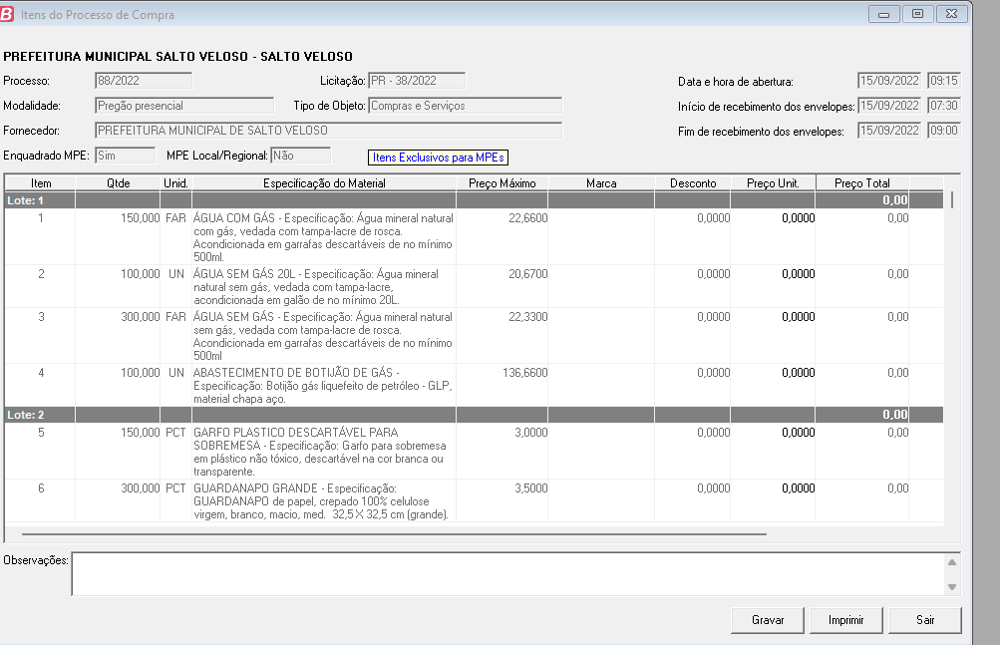 B Itens do Processo de Compra
PREFEITURA MUNICIPAL SALTO VELOSO - SALTO VELOSO
Processo: 88/2022 Licitação: PR - 38/2022 Data e hora de abertura: 15/09/2022 09:15
Modalidade: Pregão presencial Tipo de Objeto: Compras e Serviços Início de recebimento dos envelopes: 15/09/2022 07:30
Fornecedor: PREFEITURA MUNICIPAL DE SALTO VELOSO Fim de recebimento dos envelopes: 15/09/2022 09:00
Enquadrado MPE: Sim MPE Local/Regional: Não Itens Exclusivos para MPEs
Item Qtde Unid. Especificação do Material Preço Máximo Marca Desconto Preço Unit. Preço Total
Lote: 1 0,00
1 150,000 FAR ÁGUA COM GÁS - Especificação: Água mineral natural 22,6600 0,0000 0,0000 0,00
com gás, vedada com tampa-lacre de rosca.
Acondicionada em garrafas descartáveis de no mínimo
500ml.
2 100,000 UN ÁGUA SEM GÁS 20L - Especificação: Água mineral 20,6700 0,0000 0,0000 0,00
natural sem gás, vedada com tampa-lacre,
acondicionada em galão de no mínimo 20L.
3 300,000 FAR ÁGUA SEM GÁS - Especificação: Água mineral natural 22,3300 0,0000 0,0000 0,00
sem gás, vedada com tampa-lacre de rosca.
Acondicionada em garrafas descartáveis de no mínimo
500ml
4 100,000 UN ABASTECIMENTO DE BOTIJÃO DE GÁS - 136,6600 0,0000 0,0000 0,00
Especificação: Botijão gás liquefeito de petróleo - GLP,
material chapa aço.
Lote: 2 0,00
5 150,000 PCT GARFO PLASTICO DESCARTÁVEL PARA 3,0000 0,0000 0,0000 0,00
SOBREMESA - Especificação: Garfo para sobremesa
em plástico não tóxico, descartável na cor branca ou
transparente.
6 300,000 PCT GUARDANAPO GRANDE - Especificação: 3,5000 0,0000 0,0000 0,00
GUARDANAPO de papel, crepado 100% celulose
virgem, branco, macio, med. 32,5 X 32,5 cm (grande).
Observações:
Gravar Imprimir Sair